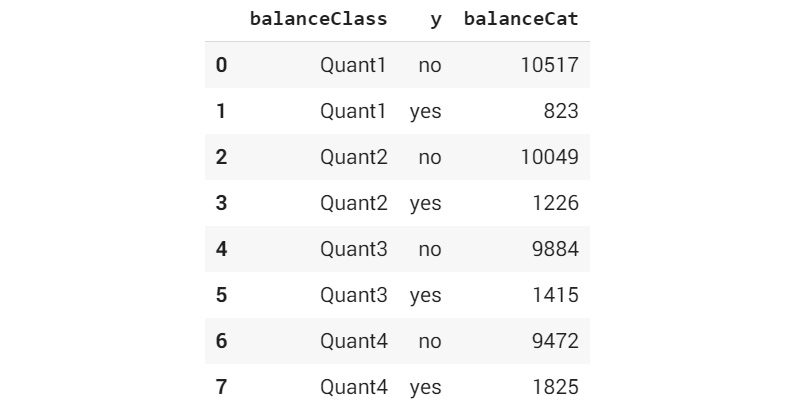 balanceClass y balanceCat
0 Quant1 no 10517
1 Quant1 yes 823
2 Quant2 no 10049
3 Quant2 yes 1226
4 Quant3 no 9884
5 Quant3 yes 1415
6 Quant4 no 9472
7 Quant4 yes 1825